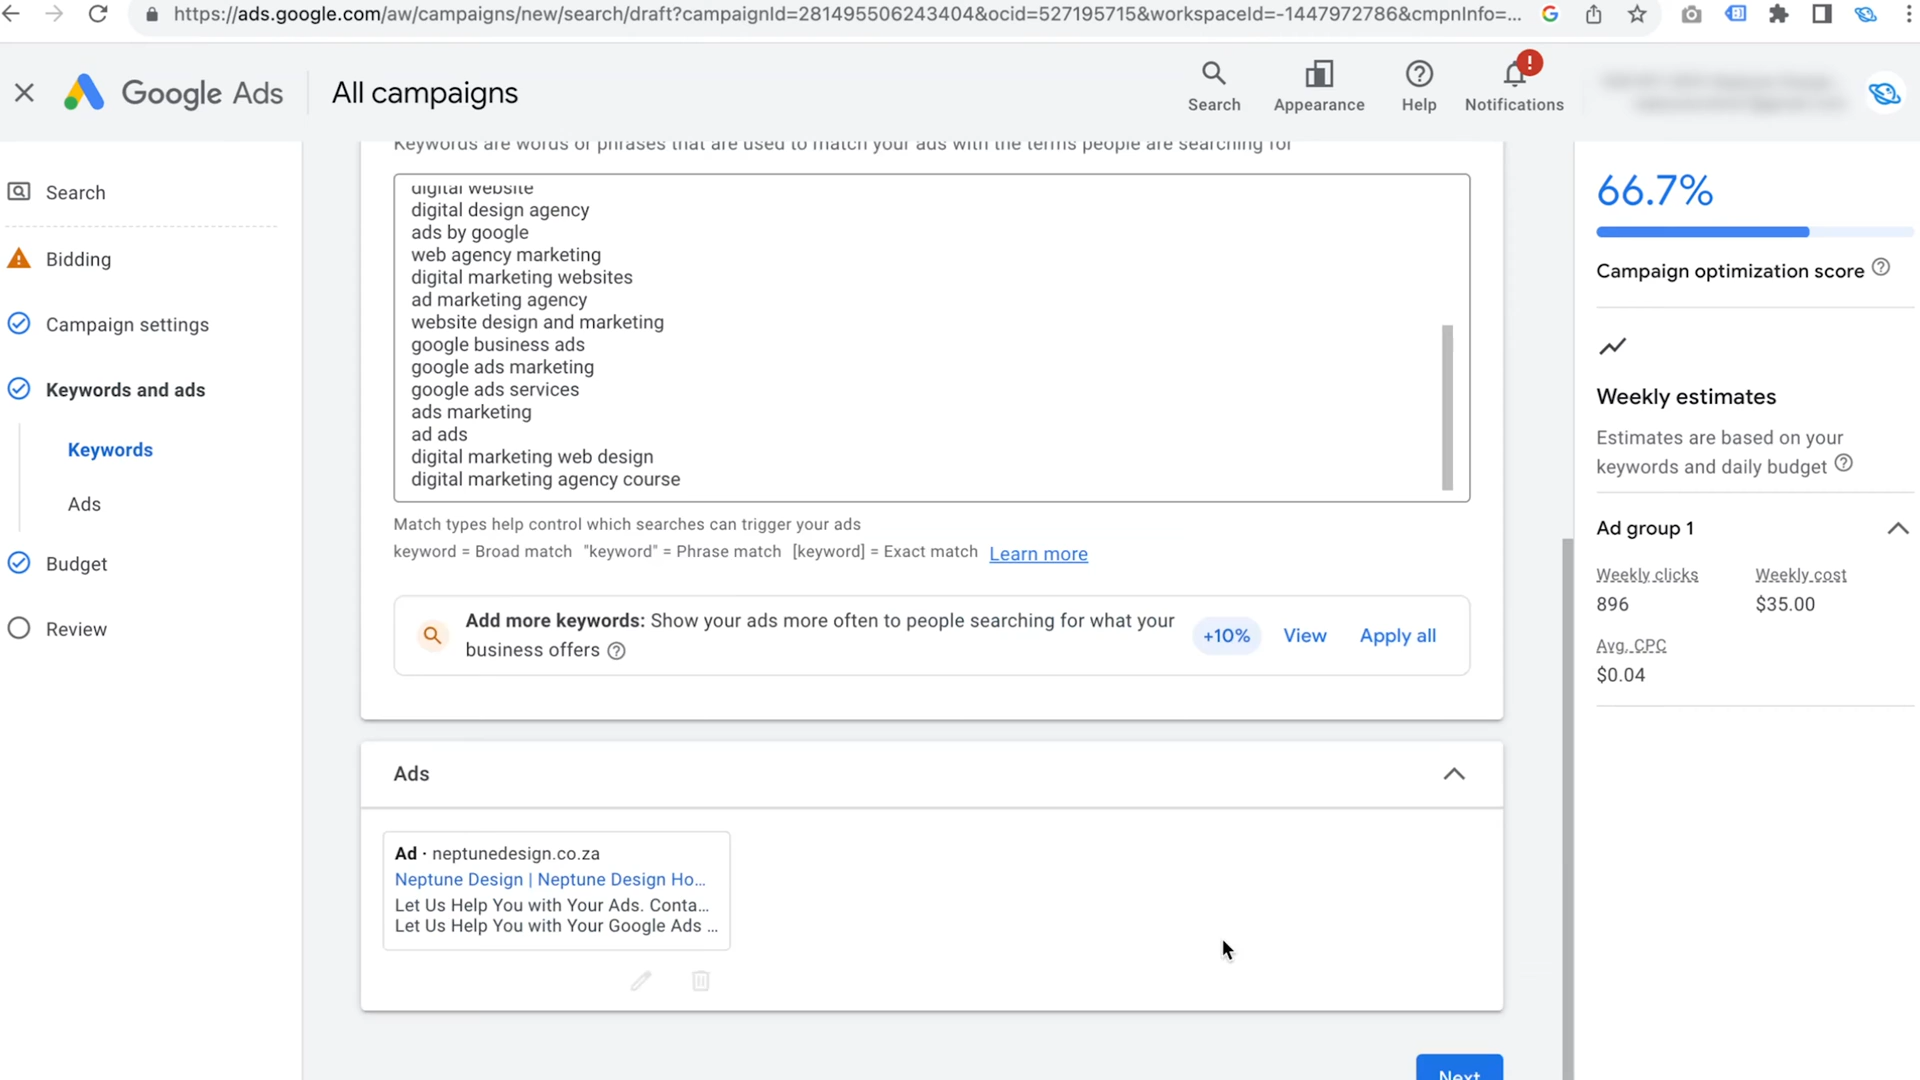 https://ads.google.com/aw/campaigns/new/search/draft?campaignId=281495506243404&ocid=527195715&workspaceId=-1447972786&cmpnInfo=...
Google Ads
All campaigns
Search
Appearance
Help
!
Notifications
Search
Bidding
Campaign settings
Keywords and ads
Keywords
Ads
Budget
Review
Keywords are words or phrases that are used to match your ads with the terms people are searching for
digital website
digital design agency
ads by google
web agency marketing
digital marketing websites
ad marketing agency
website design and marketing
google business ads
google ads marketing
google ads services
ads marketing
ad ads
digital marketing web design
digital marketing agency course
Match types help control which searches can trigger your ads
keyword = Broad match "keyword" = Phrase match [keyword] = Exact match Learn more
Add more keywords: Show your ads more often to people searching for what your
business offers
+10%
View
Apply all
Ads
Ad · neptunedesign.co.za
Neptune Design | Neptune Design Ho...
Let Us Help You with Your Ads. Conta...
Let Us Help You with Your Google Ads ...
Next
66.7%
Campaign optimization score
Weekly estimates
Estimates are based on your
keywords and daily budget
Ad group 1
Weekly clicks
896
Weekly cost
$35.00
Avg. CPC
$0.04